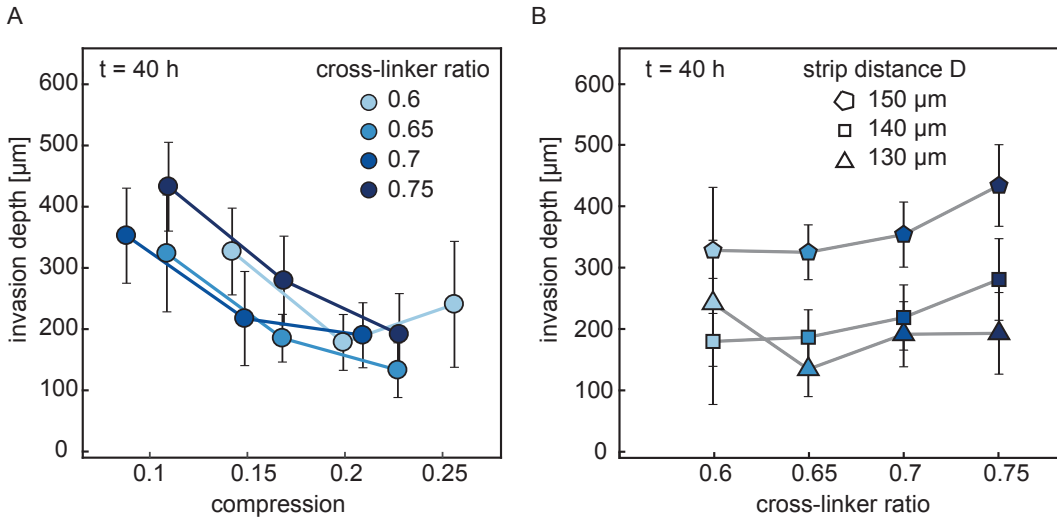 A
t = 40 h
cross-linker ratio
0.6
0.65
0.7
0.75
600
500
400
300
200
100
0
invasion depth [µm]
0.1
0.15
0.2
0.25
compression
B
t = 40 h
strip distance D
150 µm
140 µm
130 µm
600
500
400
300
200
100
0
invasion depth [µm]
0.6
0.65
0.7
0.75
cross-linker ratio